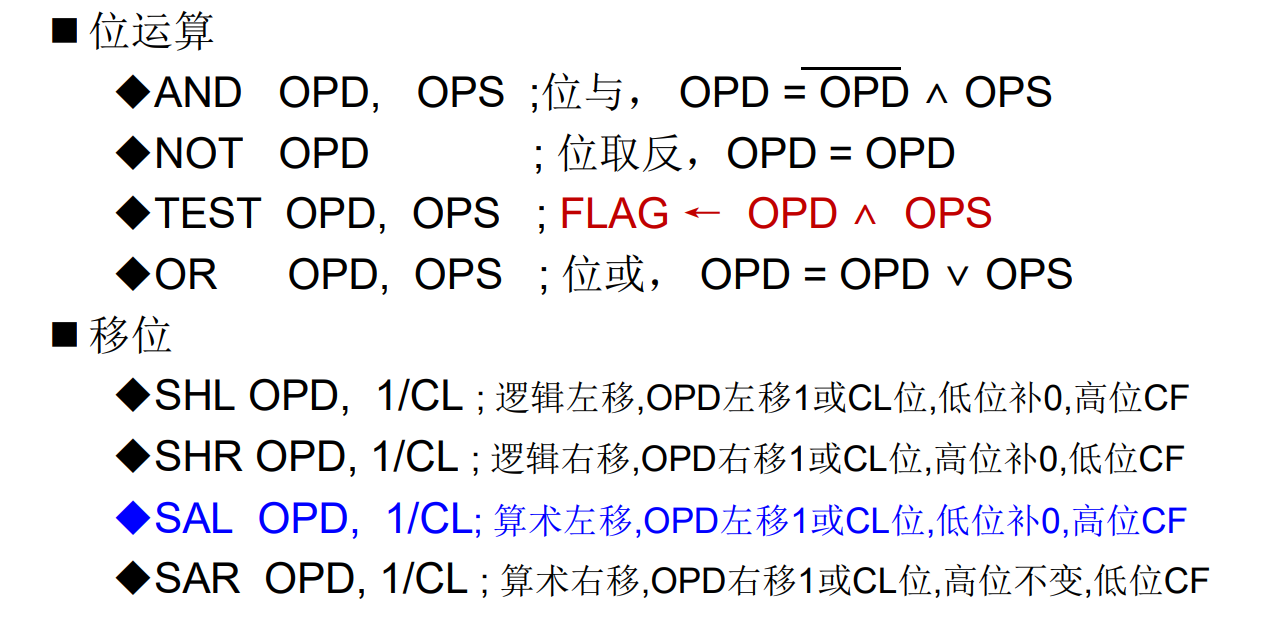 ■ 位运算
◆AND OPD, OPS ;位与， OPD = OPD ∧ OPS
◆NOT OPD ; 位取反，OPD = OPD
◆TEST OPD, OPS ; FLAG ← OPD ∧ OPS
◆OR OPD, OPS ; 位或， OPD = OPD ∨ OPS
■ 移位
◆SHL OPD, 1/CL ; 逻辑左移,OPD左移1或CL位,低位补0,高位CF
◆SHR OPD, 1/CL ; 逻辑右移,OPD右移1或CL位,高位补0,低位CF
◆SAL OPD, 1/CL; 算术左移,OPD左移1或CL位,低位补0,高位CF
◆SAR OPD, 1/CL ; 算术右移,OPD右移1或CL位,高位不变,低位CF